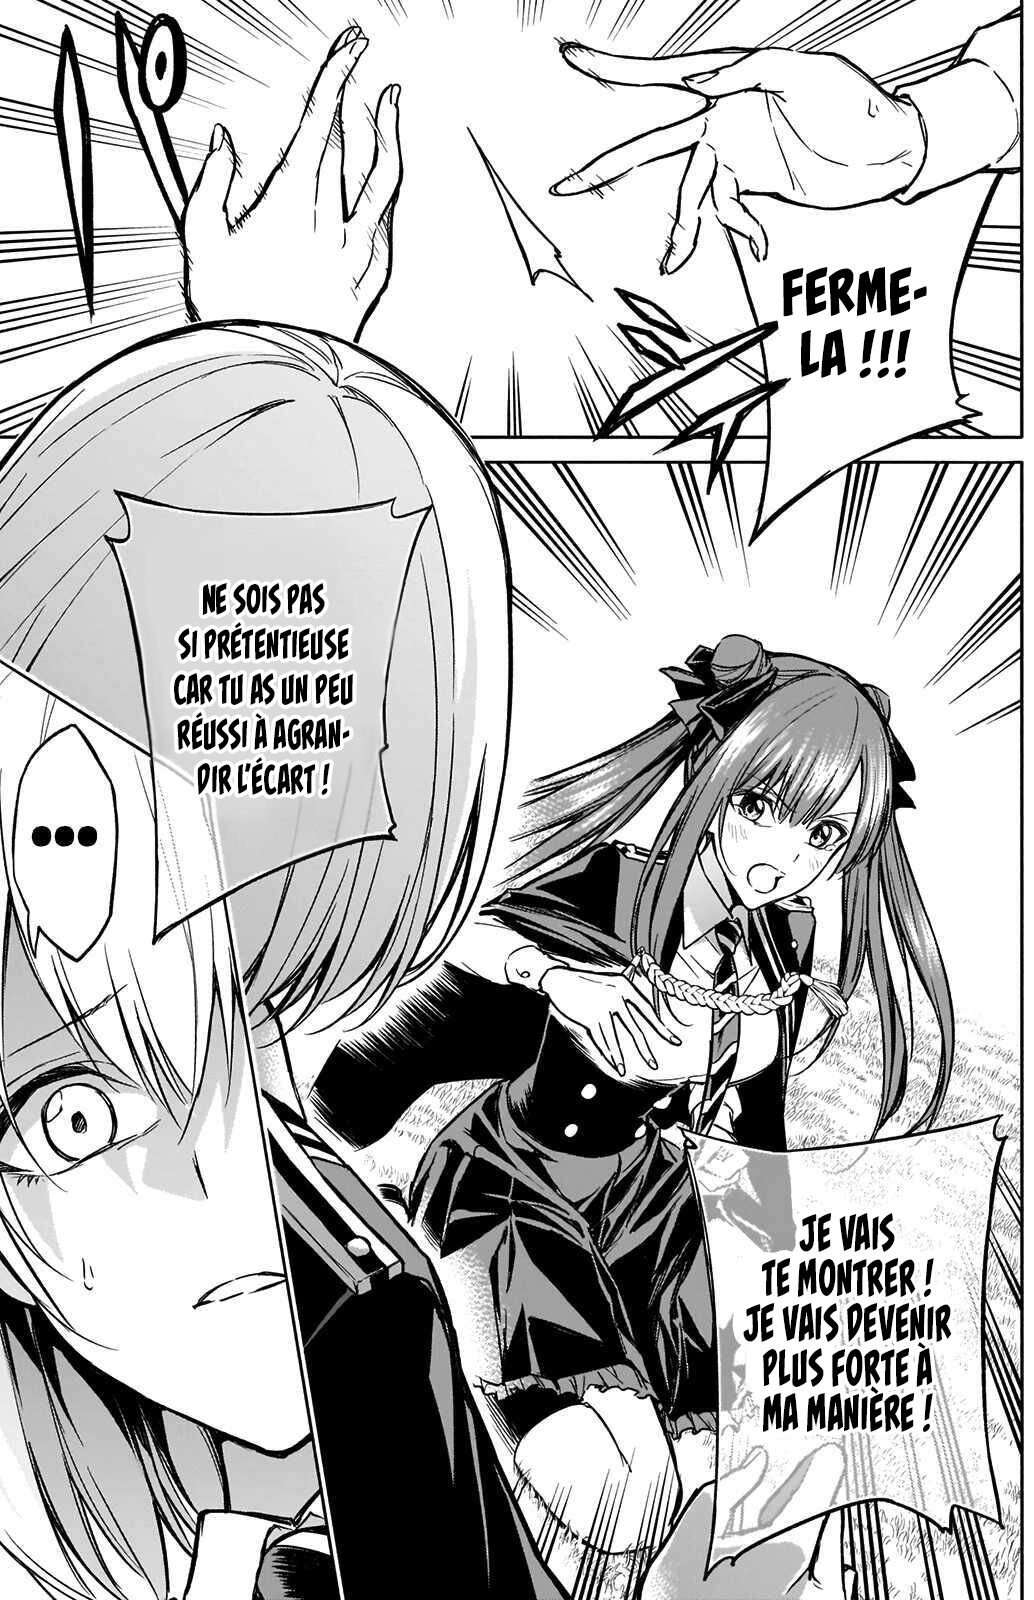 FERME-
LA !!!
NE SOIS PAS
SI PRÉTENTIEUSE
CAR TU AS UN PEU
RÉUSSI À AGRAN-
DIR L'ÉCART !
...
JE VAIS
TE MONTRER !
JE VAIS DEVENIR
PLUS FORTE À
MA MANIÈRE !